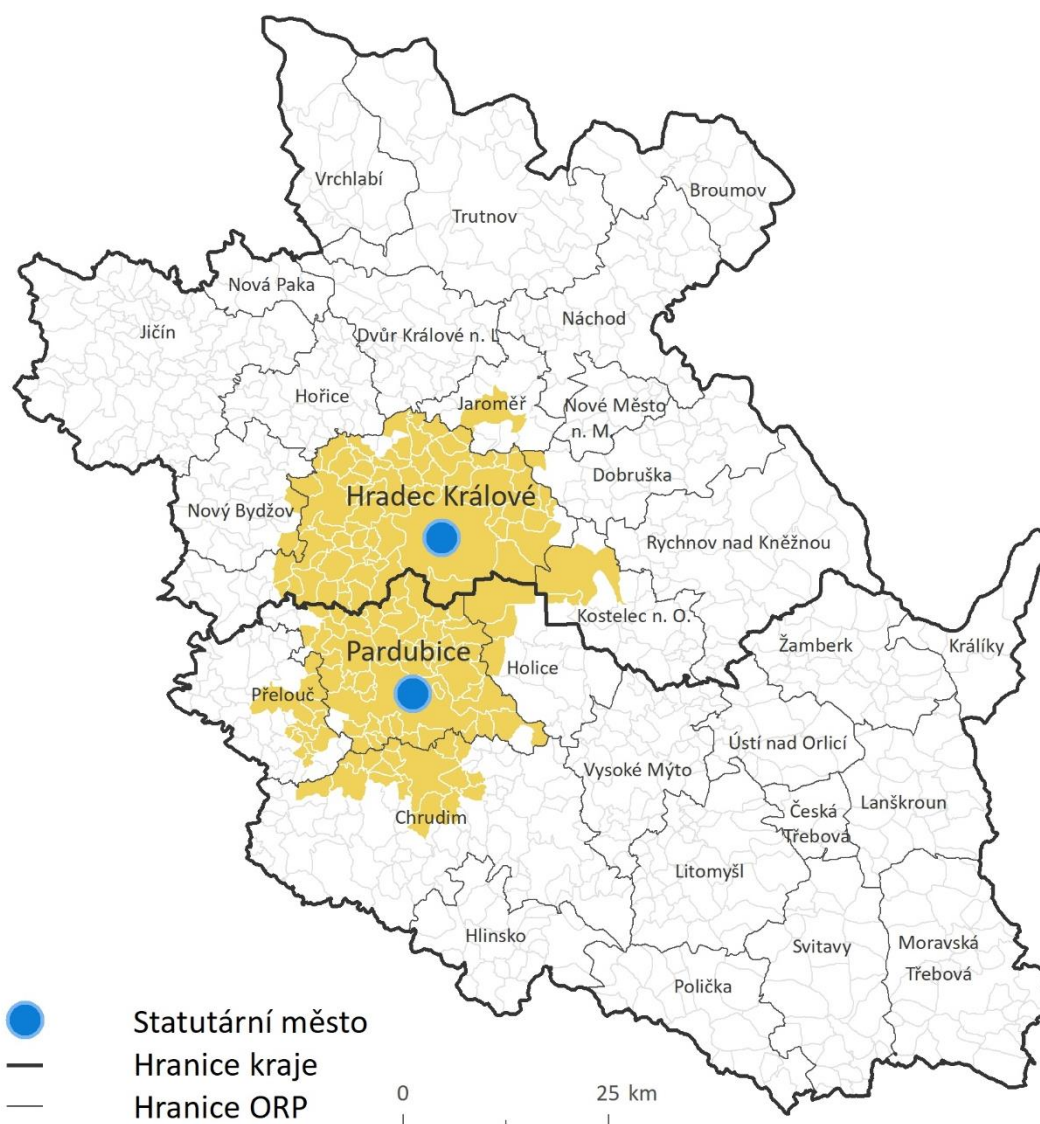 Vrchlabí
Trutnov
Broumov
Nová Paka
Jičín
Dvůr Králové n. L
Náchod
Hořice
Jaroměř
Nové Město
n. M.
Dobruška
Hradec Králové
Nový Bydžov
Rychnov nad Kněžnou
Kostelec n. O.
Pardubice
Holice
Žamberk
Králíky
Přelouč
Ústí nad Orlicí
Vysoké Mýto
Chrudim
Česká
Třebová
Lanškroun
Litomyšl
Hlinsko
Svitavy
Moravská
Třebová
Polička
Statutární město
Hranice kraje
Hranice ORP
0 25 km